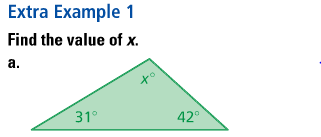 Extra Example 1
Find the value of x.
a.
x°
31° 42°